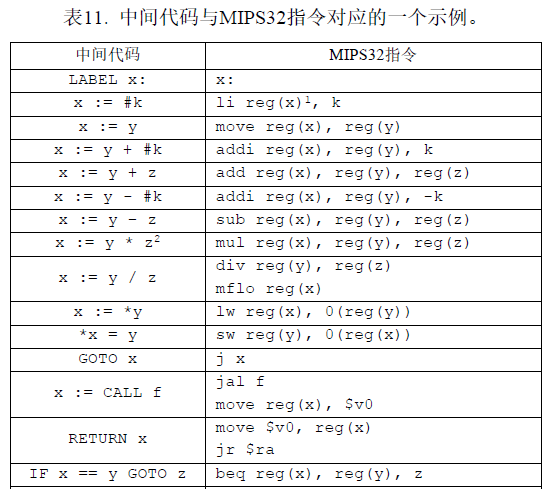 表11. 中间代码与MIPS32指令对应的一个示例。
中间代码 MIPS32指令
LABEL x: x:
x := #k li reg(x)¹, k
x := y move reg(x), reg(y)
x := y + #k addi reg(x), reg(y), k
x := y + z add reg(x), reg(y), reg(z)
x := y - #k addi reg(x), reg(y), -k
x := y - z sub reg(x), reg(y), reg(z)
x := y * z² mul reg(x), reg(y), reg(z)
x := y / z div reg(y), reg(z)
mflo reg(x)
x := *y lw reg(x), 0(reg(y))
*x = y sw reg(y), 0(reg(x))
GOTO x j x
x := CALL f jal f
move reg(x), $v0
RETURN x move $v0, reg(x)
jr $ra
IF x == y GOTO z beq reg(x), reg(y), z